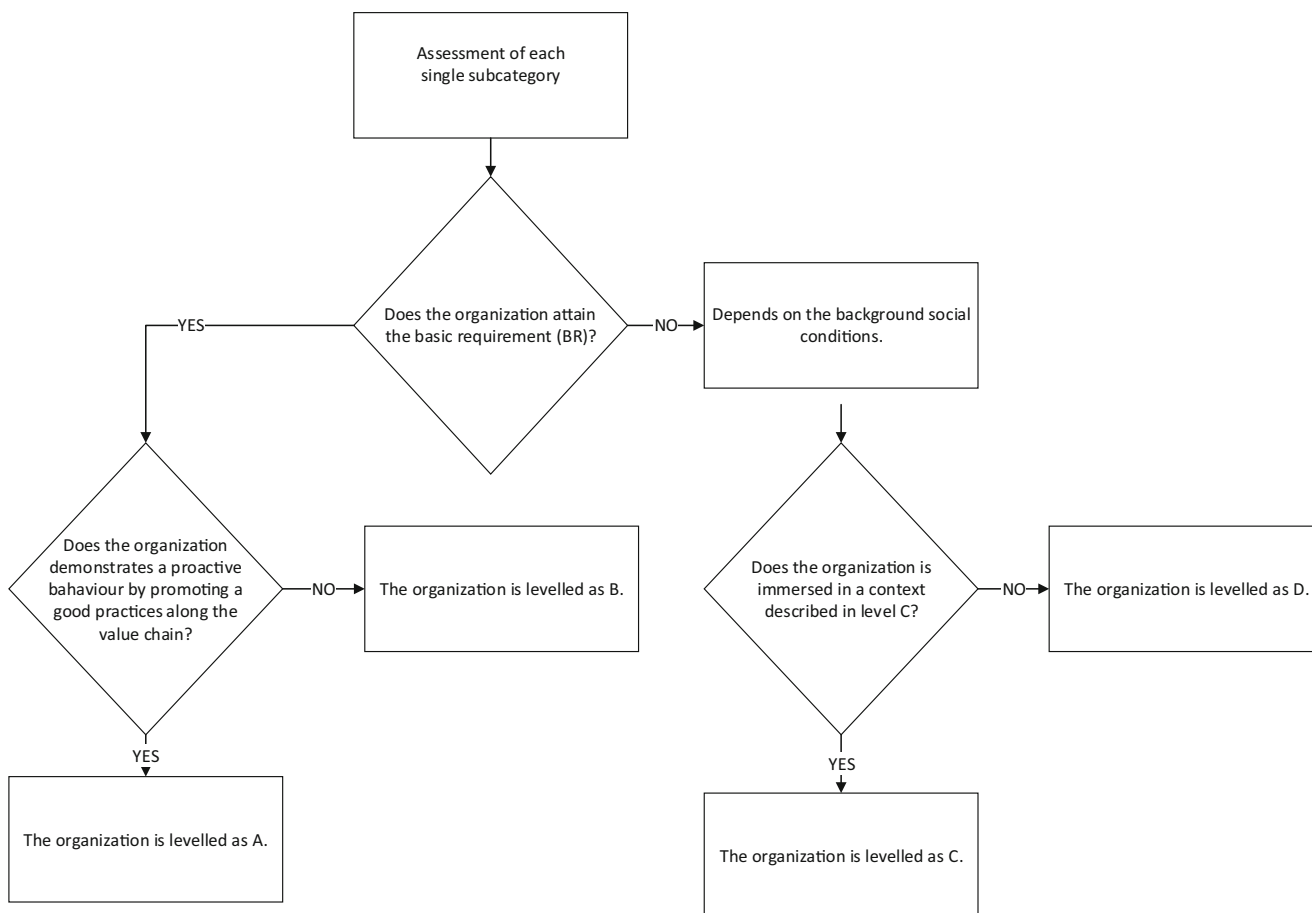 Assessment of each
single subcategory
Does the organization attain
the basic requirement (BR)?
YES
NO
Depends on the background social
conditions.
Does the organization
demonstrates a proactive
bahaviour by promoting a
good practices along the
value chain?
NO
The organization is levelled as B.
Does the organization is
immersed in a context
described in level C?
NO
The organization is levelled as D.
YES
The organization is levelled as A.
YES
The organization is levelled as C.